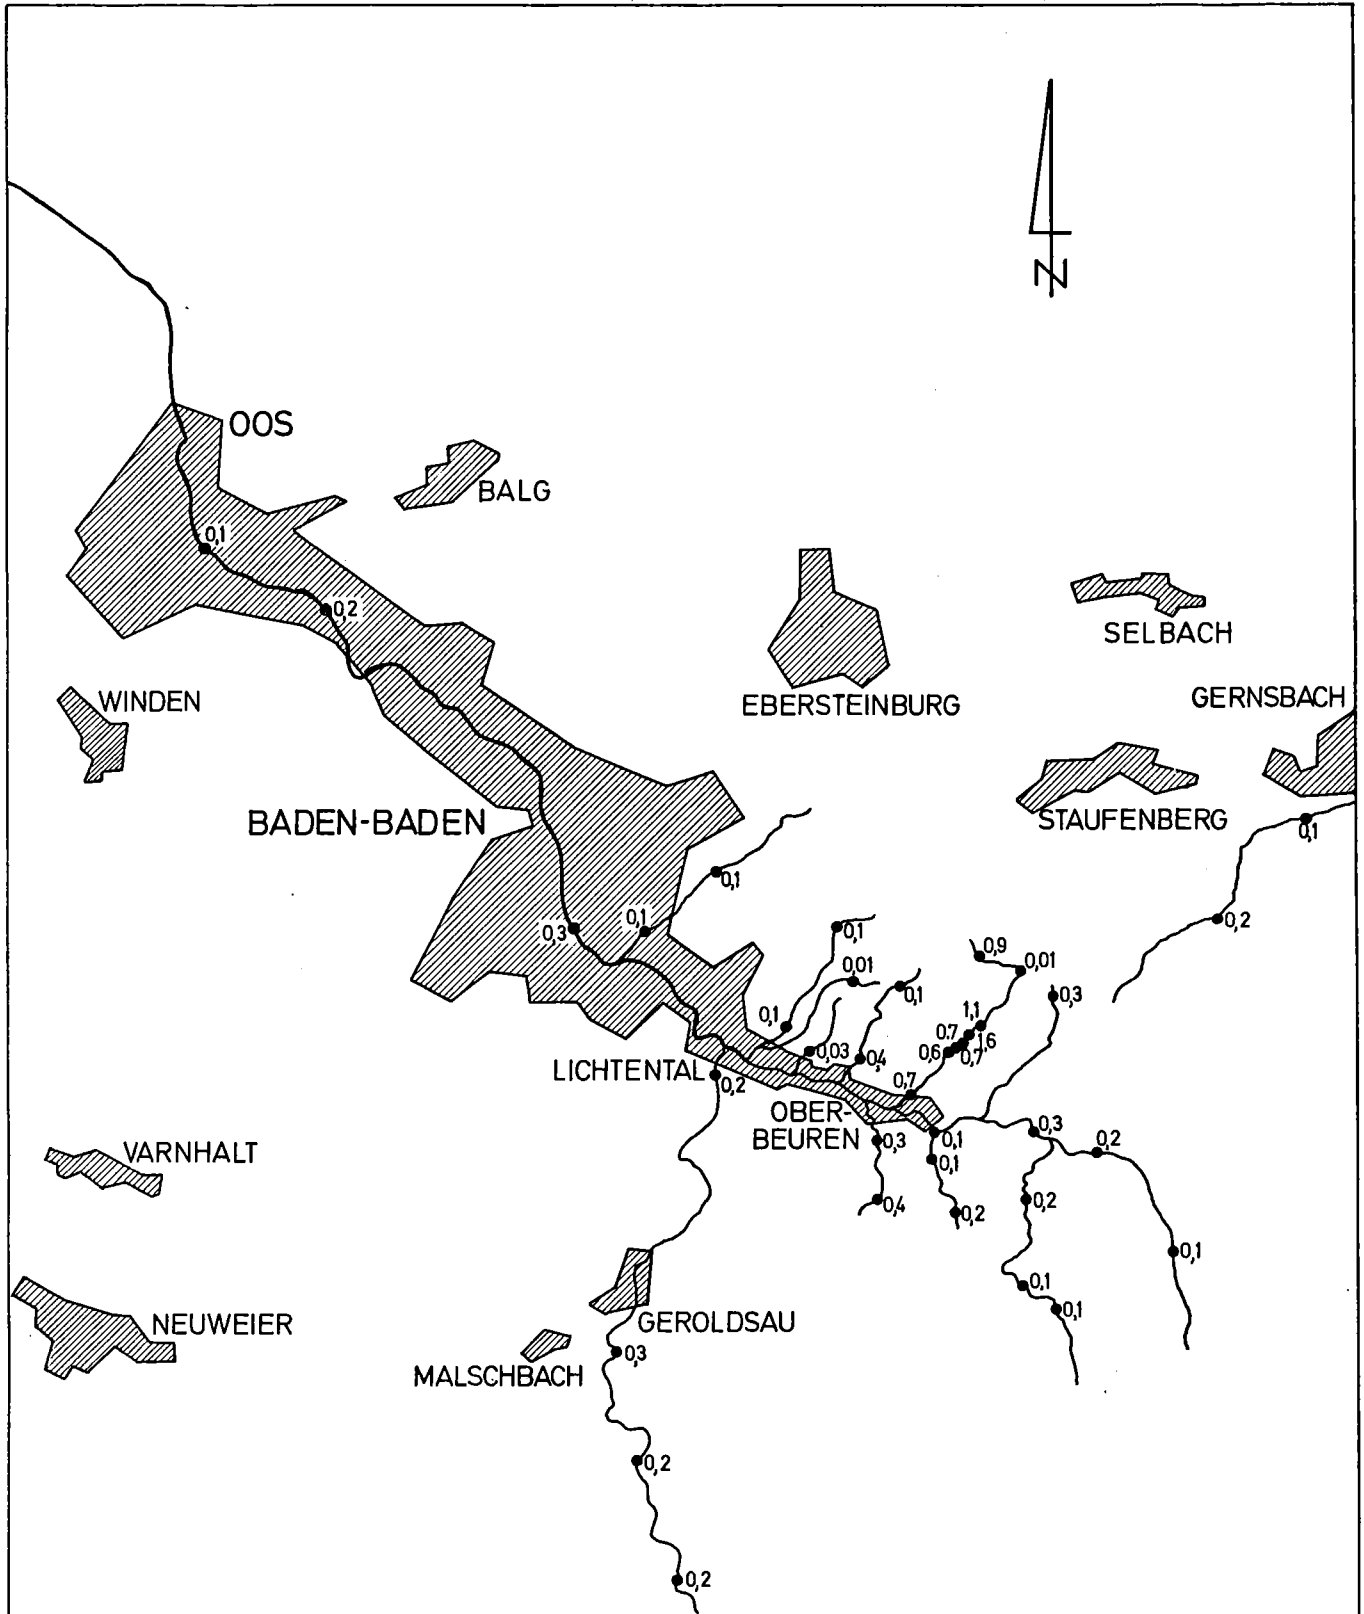 N
OOS
BALG
0,1
0,2
SELBACH
GERNSBACH
WINDEN
EBERSTEINBURG
BADEN-BADEN
STAUFENBERG
0,1
0,1
0,1
0,3
0,2
0,1
0,9
0,01
0,01
0,1
0,3
0,1
1,1
0,7
1,6
0,6
0,7
0,03
0,4
LICHTENTAL
0,2
0,7
OBER-
BEUREN
0,3
0,1
0,3
0,2
0,1
VARNHALT
0,4
0,2
0,2
0,1
0,1
0,1
NEUWEIER
GEROLDSAU
0,3
MALSCHBACH
0,2
0,2